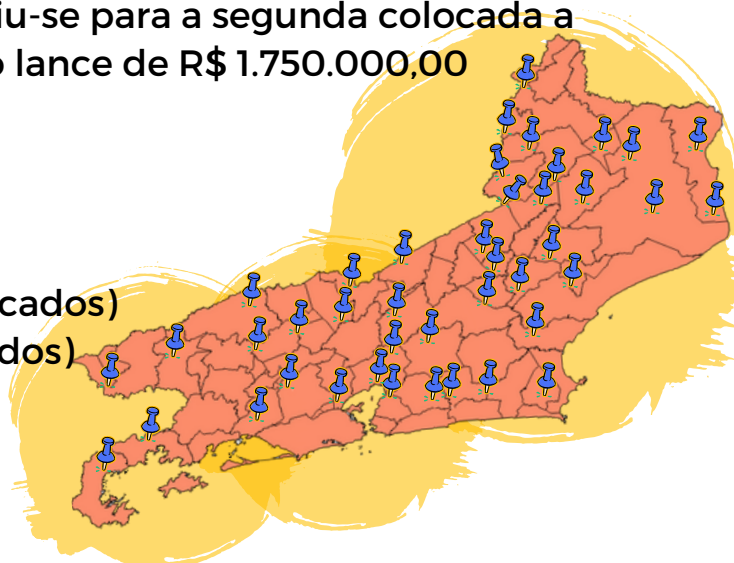 iu-se para a segunda colocada a
lance de R$ 1.750.000,00
cados)
dos)